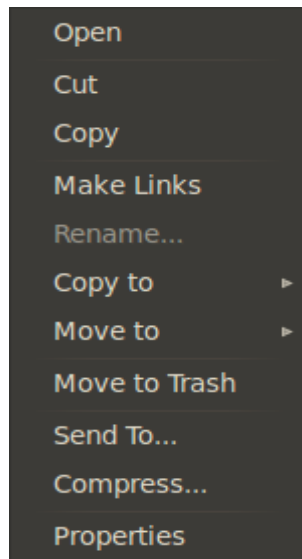 Open
Cut
Copy
Make Links
Rename...
Copy to
Move to
Move to Trash
Send To...
Compress...
Properties